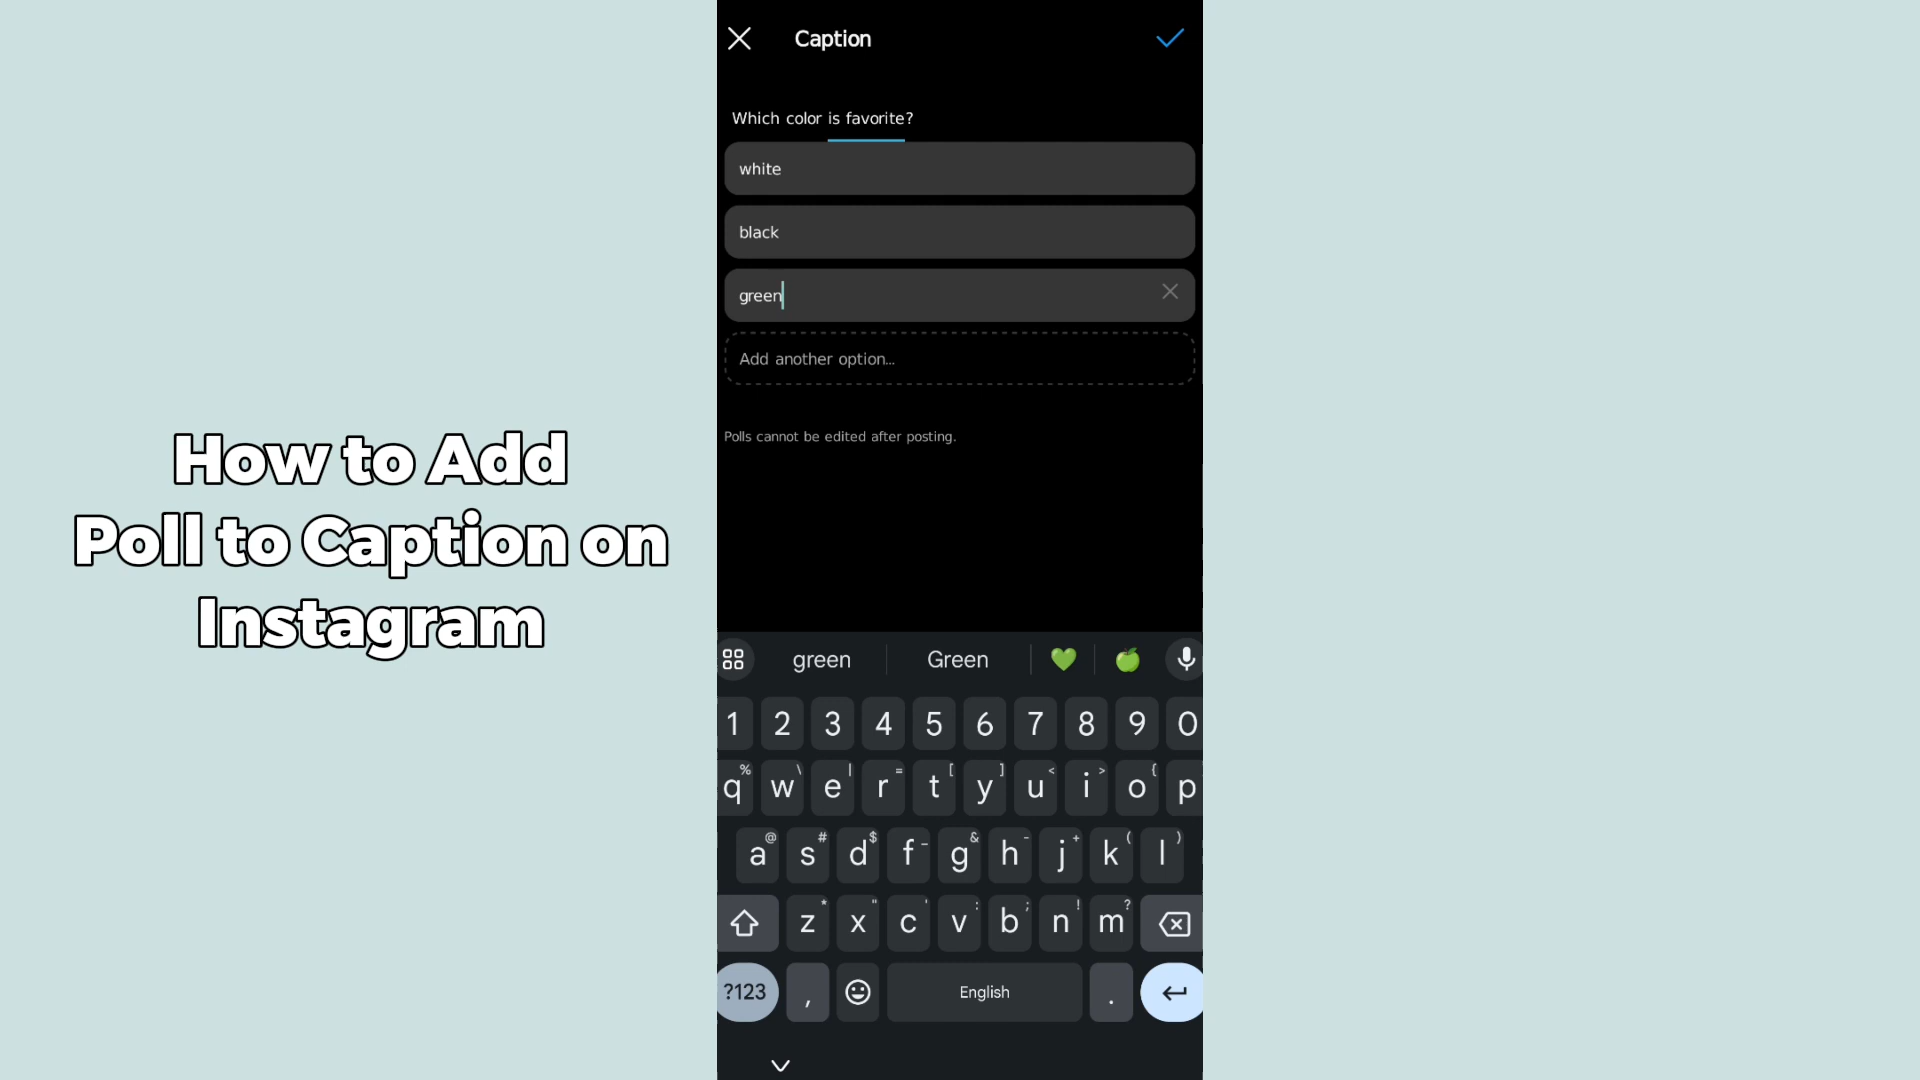 How to Add
Poll to Caption on
Instagram
Caption
Which color is favorite?
white
black
green
Add another option...
Polls cannot be edited after posting.
green Green 💚 🍏
1 2 3 4 5 6 7 8 9 0
q % w \ e | r = t [ y ] u < i > o { p
a @ s # d $ f _ g & h - j + k ( l )
z * x " c ' v : b ; n ! m ?
?123 , English .